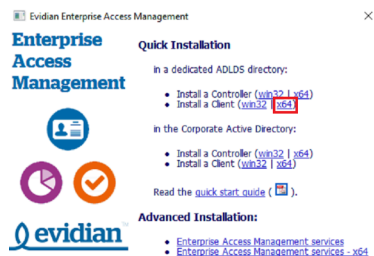 Evidian Enterprise Access Management
Enterprise
Access
Management
Quick Installation
in a dedicated ADLDS directory:
Install a Controller (win32 | x64)
Install a Client (win32 | x64)
in the Corporate Active Directory:
Install a Controller (win32 | x64)
Install a Client (win32 | x64)
Read the quick start guide ( ).
Advanced Installation:
Enterprise Access Management services
Enterprise Access Management services - x64
evidian